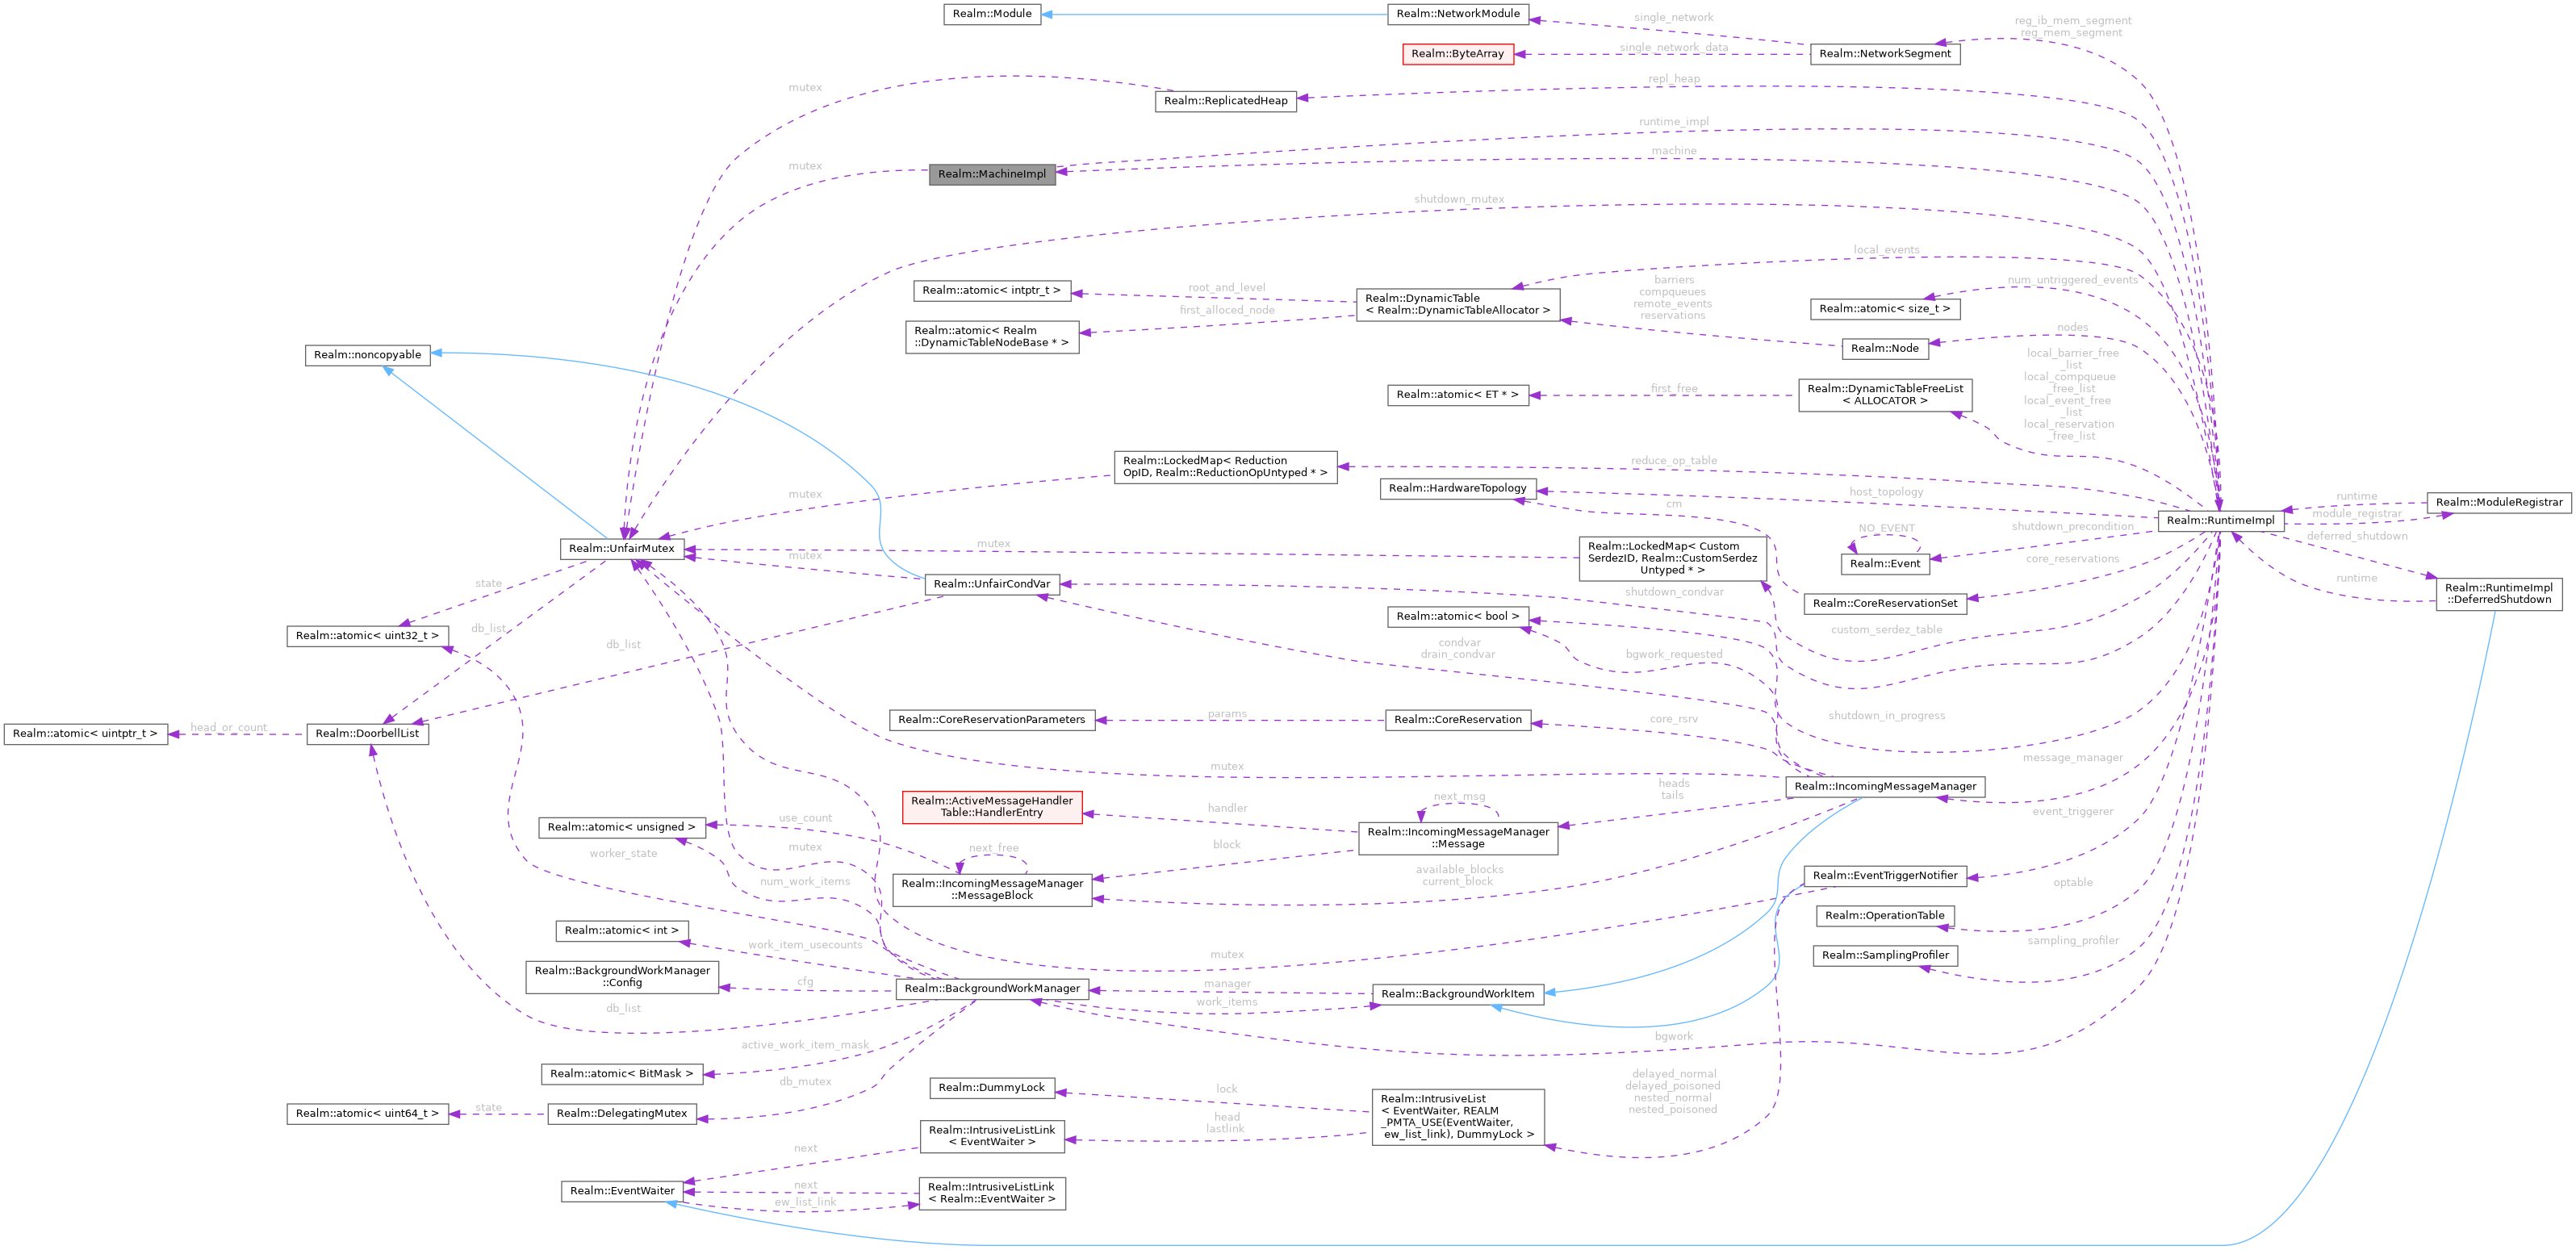 Realm::Module
Realm::NetworkModule
single_network
reg_ib_mem_segment
reg_mem_segment
Realm::ByteArray
single_network_data
Realm::NetworkSegment
mutex
repl_heap
Realm::ReplicatedHeap
runtime_impl
mutex
machine
Realm::MachineImpl
shutdown_mutex
local_events
Realm::atomic< intptr_t >
root_and_level
Realm::DynamicTable
< Realm::DynamicTableAllocator >
barriers
compqueues
remote_events
reservations
num_untriggered_events
Realm::atomic< size_t >
first_alloced_node
Realm::atomic< Realm
::DynamicTableNodeBase * >
nodes
Realm::Node
Realm::noncopyable
local_barrier_free
_list
local_compqueue
_free_list
local_event_free
_list
local_reservation
_free_list
Realm::atomic< ET * >
first_free
Realm::DynamicTableFreeList
< ALLOCATOR >
Realm::LockedMap< Reduction
OpID, Realm::ReductionOpUntyped * >
reduce_op_table
mutex
Realm::HardwareTopology
host_topology
cm
runtime
Realm::ModuleRegistrar
module_registrar
Realm::RuntimeImpl
shutdown_precondition
deferred_shutdown
NO_EVENT
Realm::Event
Realm::UnfairMutex
mutex
mutex
Realm::LockedMap< Custom
SerdezID, Realm::CustomSerdez
Untyped * >
core_reservations
state
Realm::UnfairCondVar
shutdown_condvar
runtime
Realm::RuntimeImpl
::DeferredShutdown
Realm::CoreReservationSet
Realm::atomic< uint32_t >
db_list
db_list
Realm::atomic< bool >
custom_serdez_table
condvar
drain_condvar
bgwork_requested
Realm::atomic< uintptr_t >
head_or_count
Realm::DoorbellList
Realm::CoreReservationParameters
params
Realm::CoreReservation
core_rsrv
shutdown_in_progress
mutex
message_manager
Realm::IncomingMessageManager
heads
tails
Realm::ActiveMessageHandler
Table::HandlerEntry
handler
next_msg
Realm::IncomingMessageManager
::Message
event_triggerer
Realm::atomic< unsigned >
use_count
worker_state
mutex
next_free
block
Realm::IncomingMessageManager
::MessageBlock
available_blocks
current_block
num_work_items
Realm::EventTriggerNotifier
optable
Realm::OperationTable
Realm::atomic< int >
work_item_usecounts
mutex
sampling_profiler
Realm::SamplingProfiler
Realm::BackgroundWorkManager
::Config
cfg
Realm::BackgroundWorkManager
manager
work_items
Realm::BackgroundWorkItem
db_list
bgwork
active_work_item_mask
Realm::atomic< BitMask >
db_mutex
Realm::DummyLock
lock
delayed_normal
delayed_poisoned
nested_normal
nested_poisoned
Realm::IntrusiveList
< EventWaiter, REALM
_PMTA_USE(EventWaiter,
ew_list_link), DummyLock >
Realm::atomic< uint64_t >
state
Realm::DelegatingMutex
head
lastlink
Realm::IntrusiveListLink
< EventWaiter >
next
Realm::EventWaiter
next
ew_list_link
Realm::IntrusiveListLink
< Realm::EventWaiter >